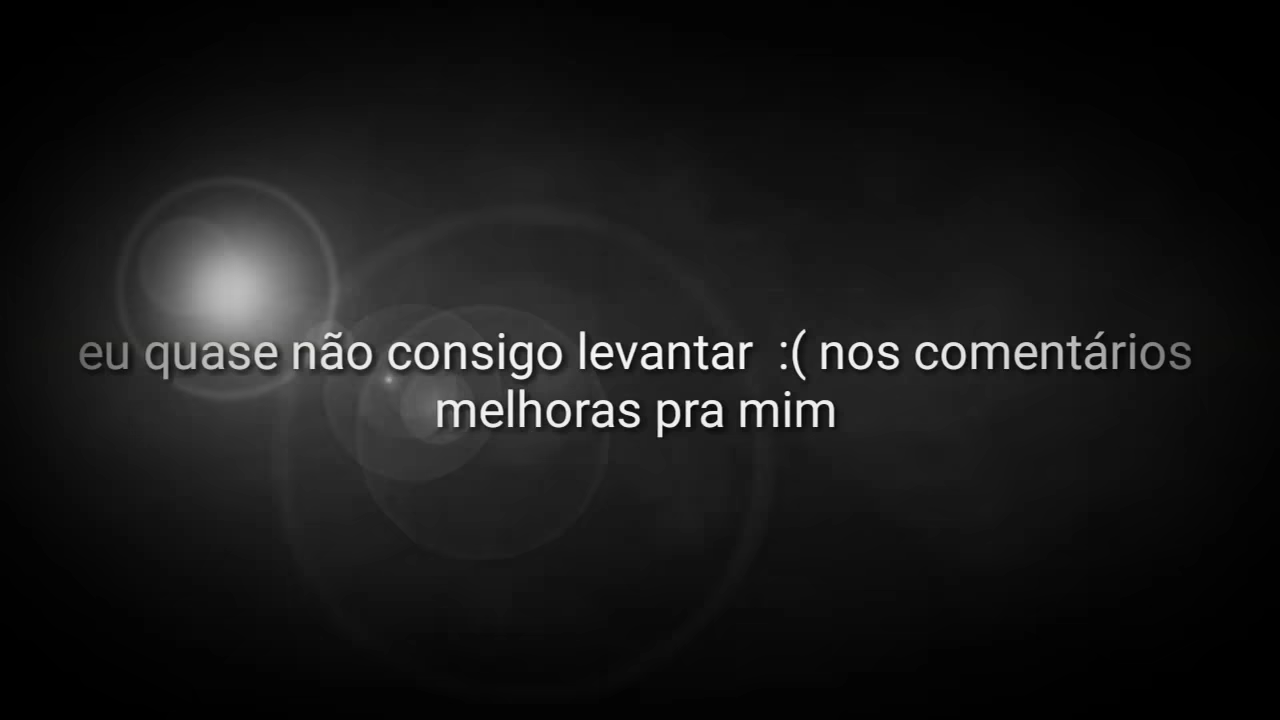 eu quase não consigo levantar  :( nos comentários
melhoras pra mim